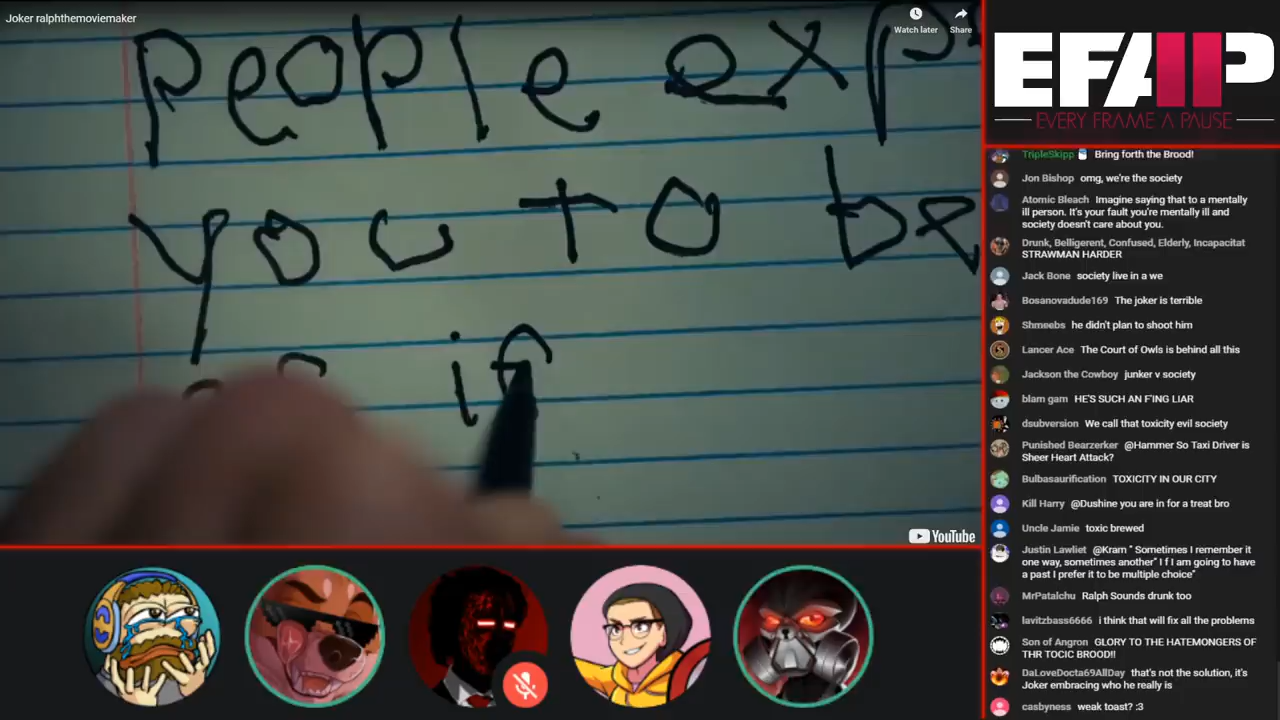 Joker ralphthemoviemaker
Watch later
Share
people exp
you to be
as if
YouTube
EFAP
EVERY FRAME A PAUSE
TripleSkipp Bring forth the Brood!
Jon Bishop omg, we're the society
Atomic Bleach Imagine saying that to a mentally
ill person. It's your fault you're mentally ill and
society doesn't care about you.
Drunk, Belligerent, Confused, Elderly, Incapacitat
STRAWMAN HARDER
Jack Bone society live in a we
Bosanovadude169 The joker is terrible
Shmeebs he didn't plan to shoot him
Lancer Ace The Court of Owls is behind all this
Jackson the Cowboy junker v society
blam gam HE'S SUCH AN F'ING LIAR
dsubversion We call that toxicity evil society
Punished Bearzerker @Hammer So Taxi Driver is
Sheer Heart Attack?
Bulbasaurification TOXICITY IN OUR CITY
Kill Harry @Dushine you are in for a treat bro
Uncle Jamie toxic brewed
Justin Lawliet @Kram " Sometimes I remember it
one way, sometimes another" I f I am going to have
a past I prefer it to be multiple choice"
MrPatalchu Ralph Sounds drunk too
lavitzbass6666 i think that will fix all the problems
Son of Angron GLORY TO THE HATEMONGERS OF
THR TOCIC BROOD!!
DaLoveDocta69AllDay that's not the solution, it's
Joker embracing who he really is
casbyness weak toast? :3